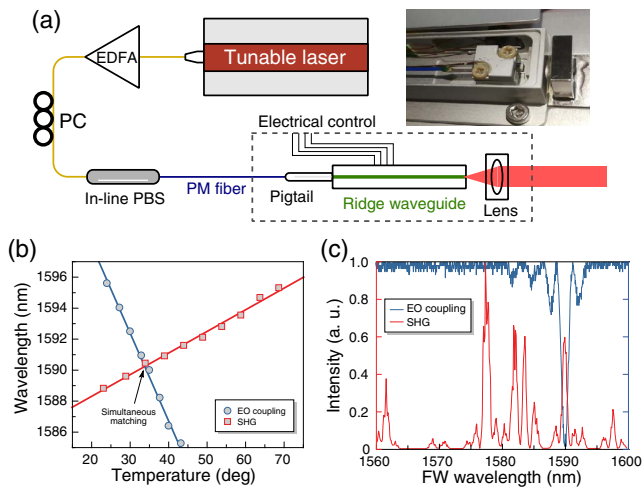 (a)
EDFA
Tunable laser
PC
Electrical control
In-line PBS
PM fiber
Pigtail
Ridge waveguide
Lens
(b)
Wavelength (nm)
1596
1594
1592
1590
1588
1586
Simultaneous
matching
EO coupling
SHG
20 30 40 50 60 70
Temperature (deg)
(c)
Intensity (a. u.)
1.0
0.8
0.6
0.4
0.2
0
EO coupling
SHG
1560 1570 1580 1590 1600
FW wavelength (nm)